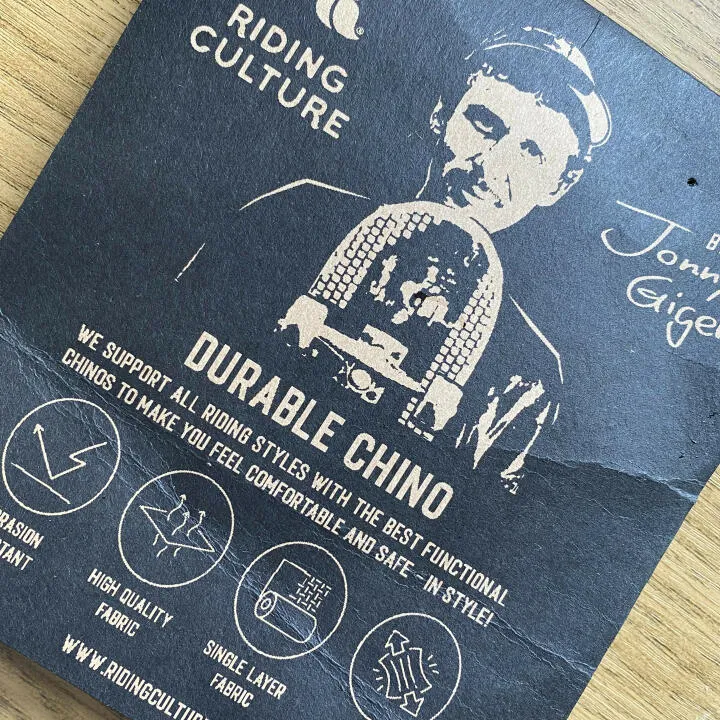 RIDING
CULTURE
DURABLE CHINO
WE SUPPORT ALL RIDING STYLES WITH THE BEST FUNCTIONAL
CHINOS TO MAKE YOU FEEL COMFORTABLE AND SAFE -IN STYLE!
HIGH QUALITY
FABRIC
SINGLE LAYER
FABRIC
WWW.RIDINGCULTUR